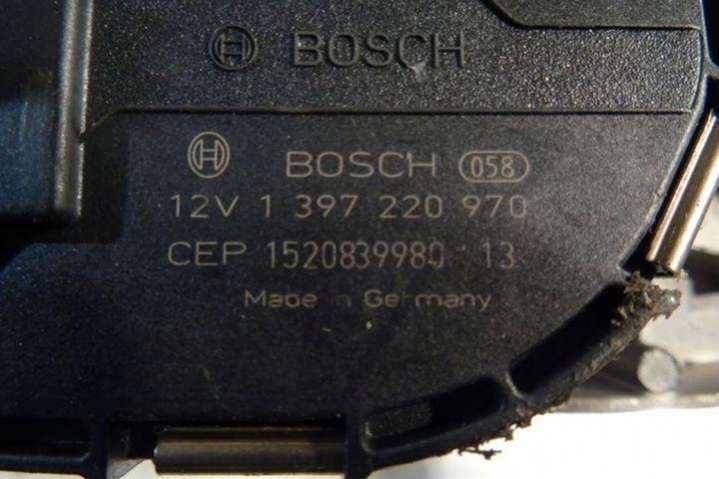 BOSCH
BOSCH 058
12V 1 397 220 970
CEP 1520839980 13
Made in Germany